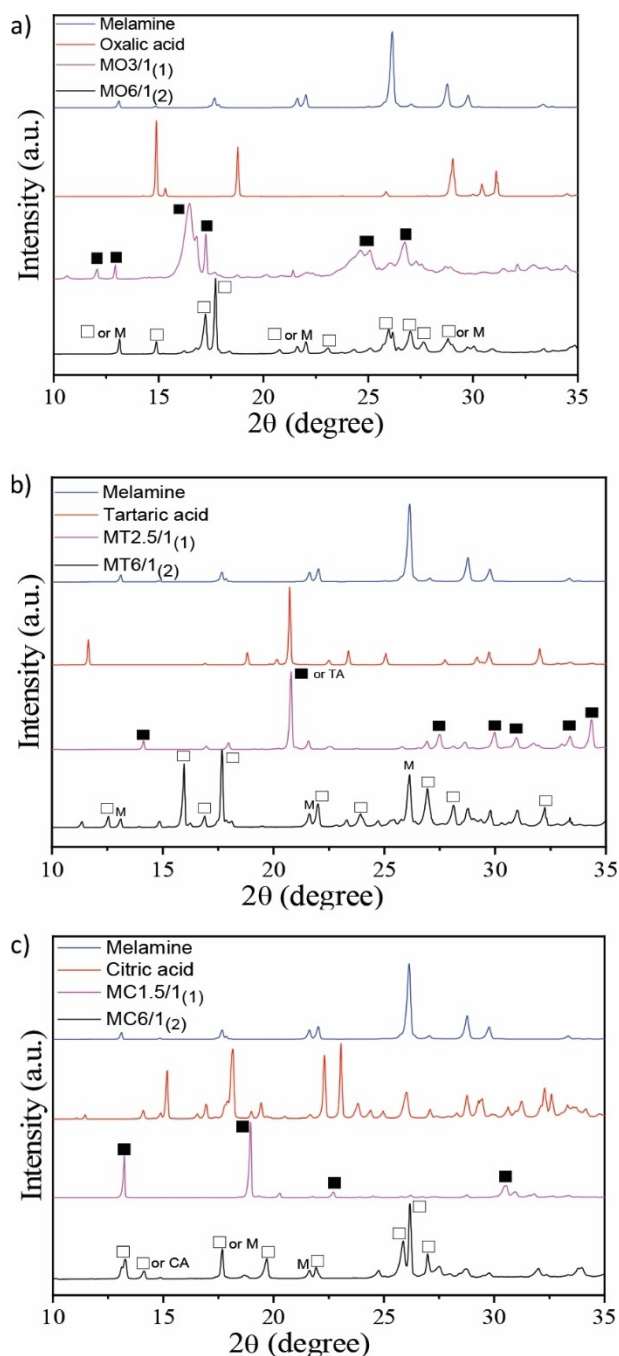 a)
Melamine
Oxalic acid
MO3/1(1)
MO6/1(2)
Intensity (a.u.)
■ ■ ■ ■ ■ ■
□ or M □ □ □ □ or M □ □ □ □ □ or M
10 15 20 25 30 35
2θ (degree)
b)
Melamine
Tartaric acid
MT2.5/1(1)
MT6/1(2)
Intensity (a.u.)
■ ■ or TA ■ ■ ■ ■ ■
□ M □ □ □ M □ □ M □ □ □
10 15 20 25 30 35
2θ (degree)
c)
Melamine
Citric acid
MC1.5/1(1)
MC6/1(2)
Intensity (a.u.)
■ ■ ■ ■
□ □ or CA □ or M □ M □ □ □ □
10 15 20 25 30 35
2θ (degree)